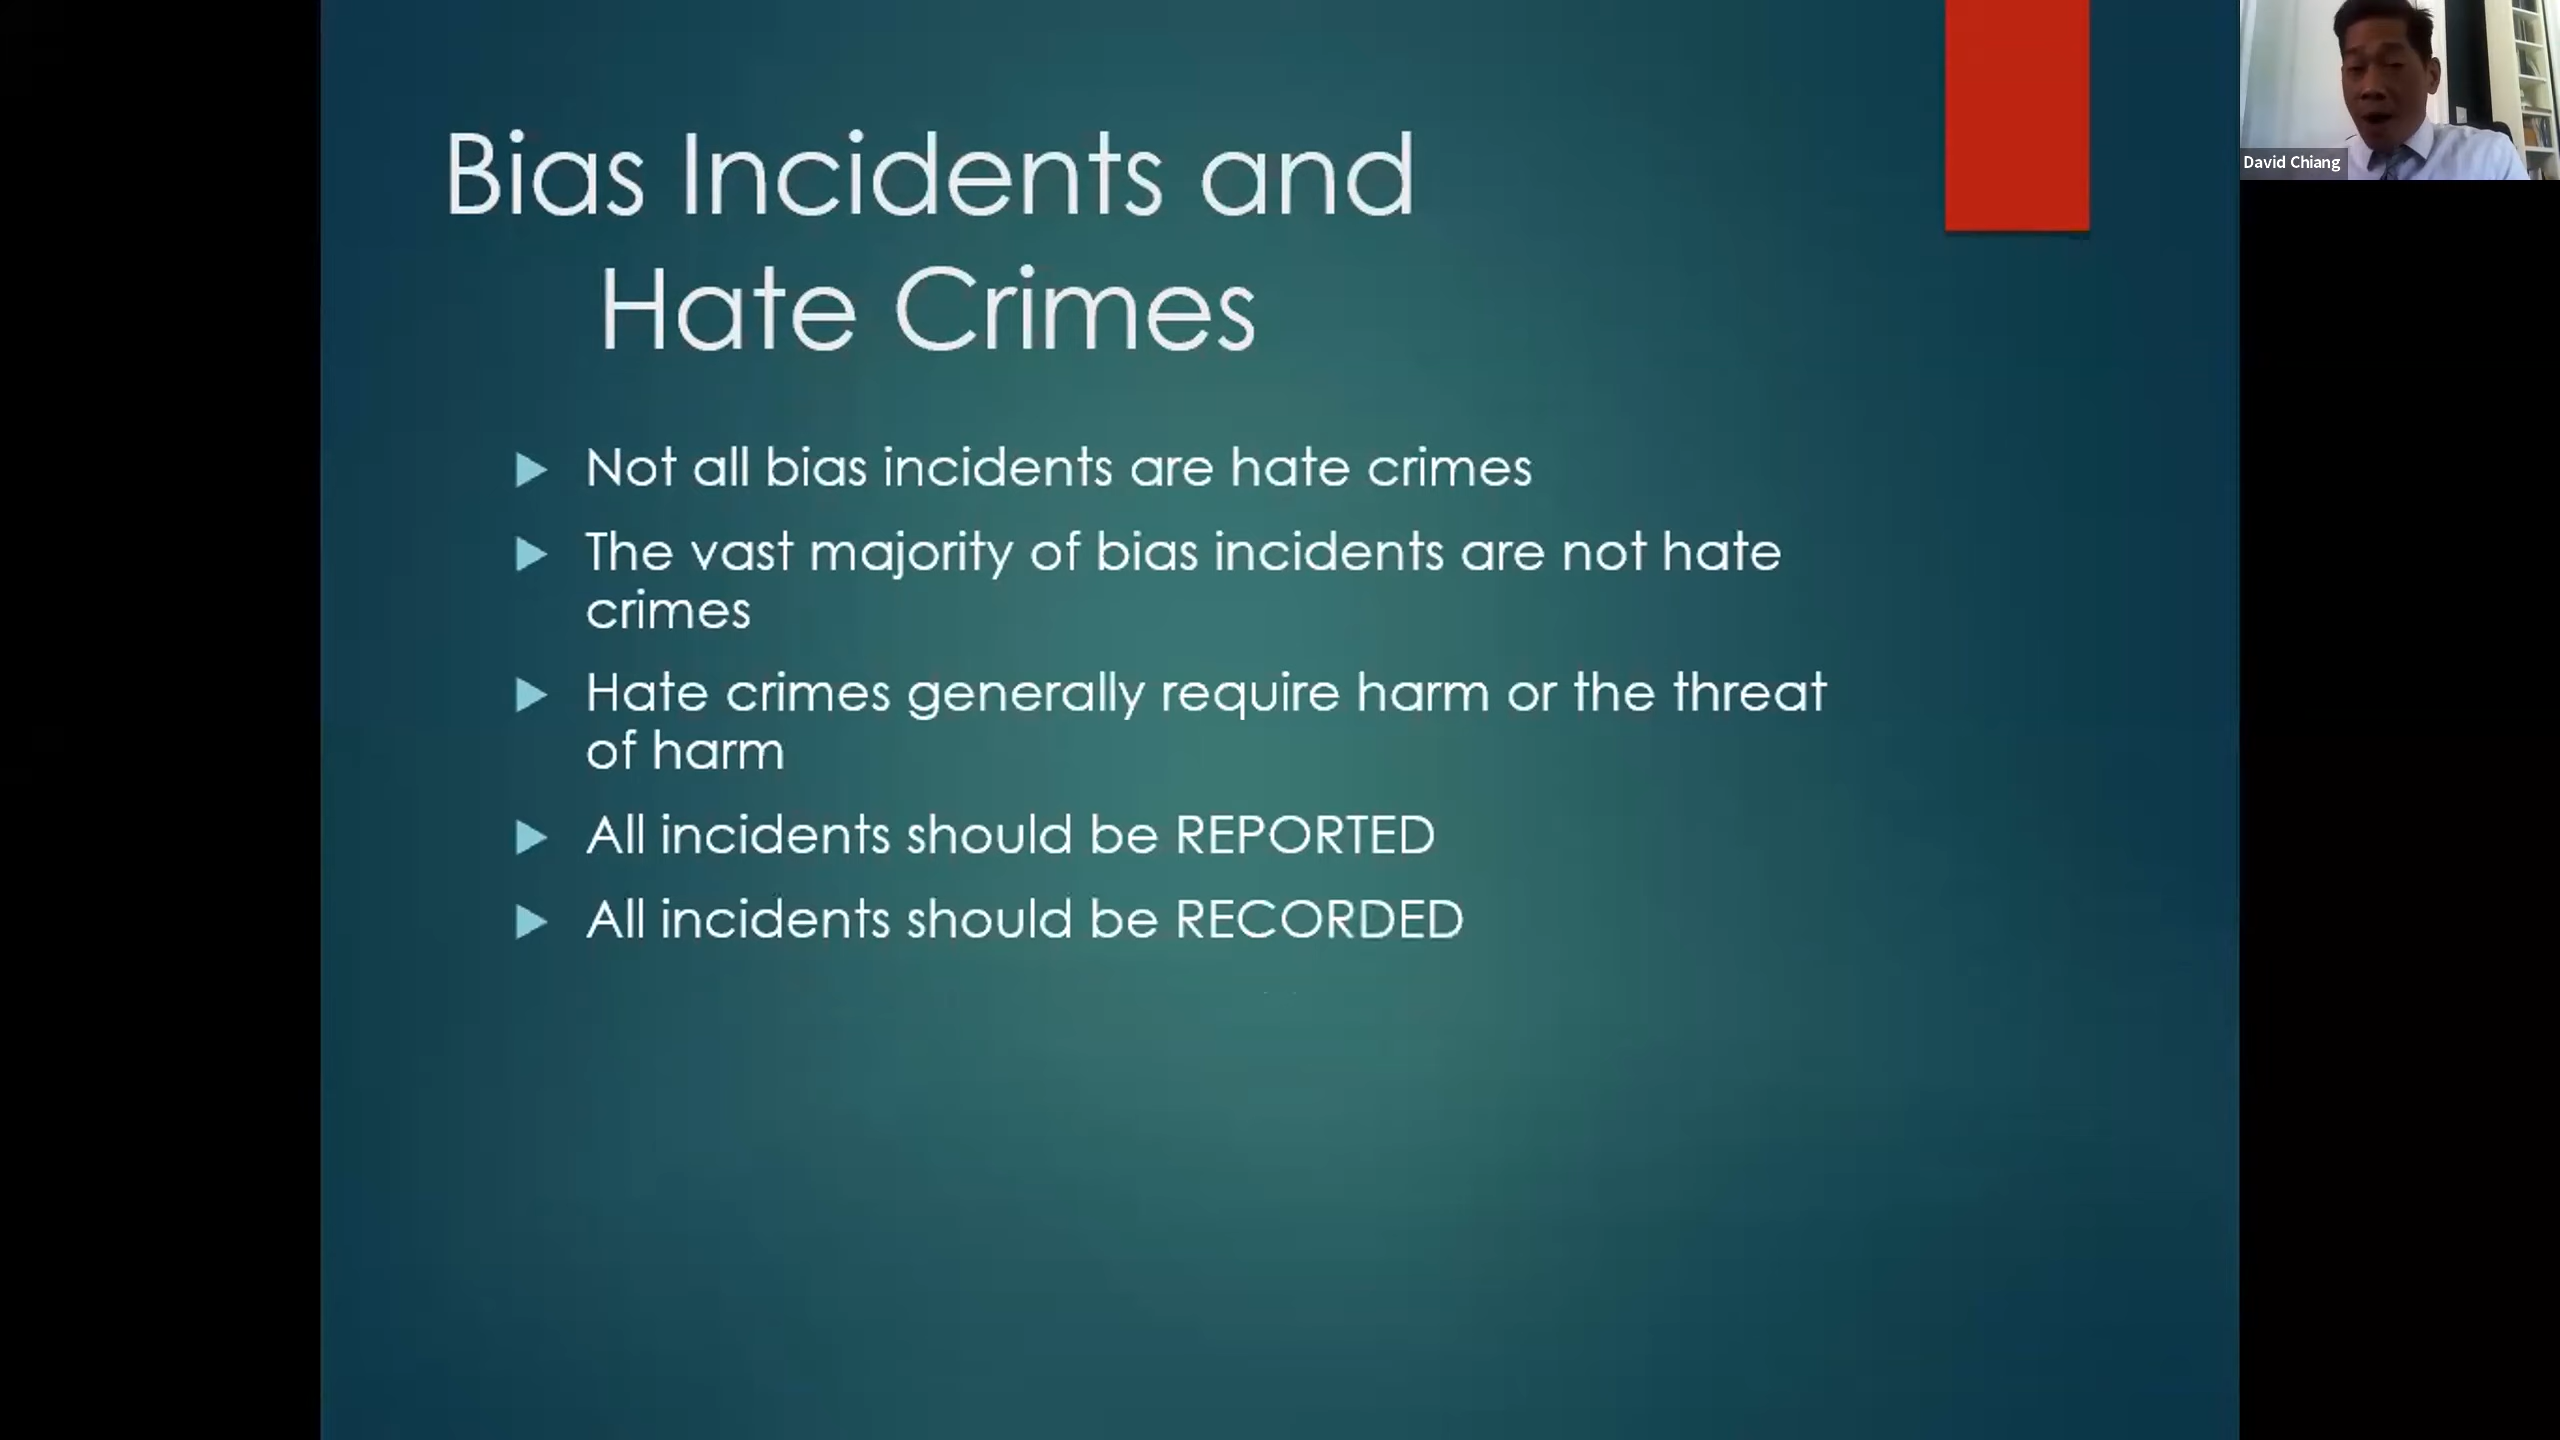 Bias Incidents and
Hate Crimes
Not all bias incidents are hate crimes
The vast majority of bias incidents are not hate
crimes
Hate crimes generally require harm or the threat
of harm
All incidents should be REPORTED
All incidents should be RECORDED
David Chiang